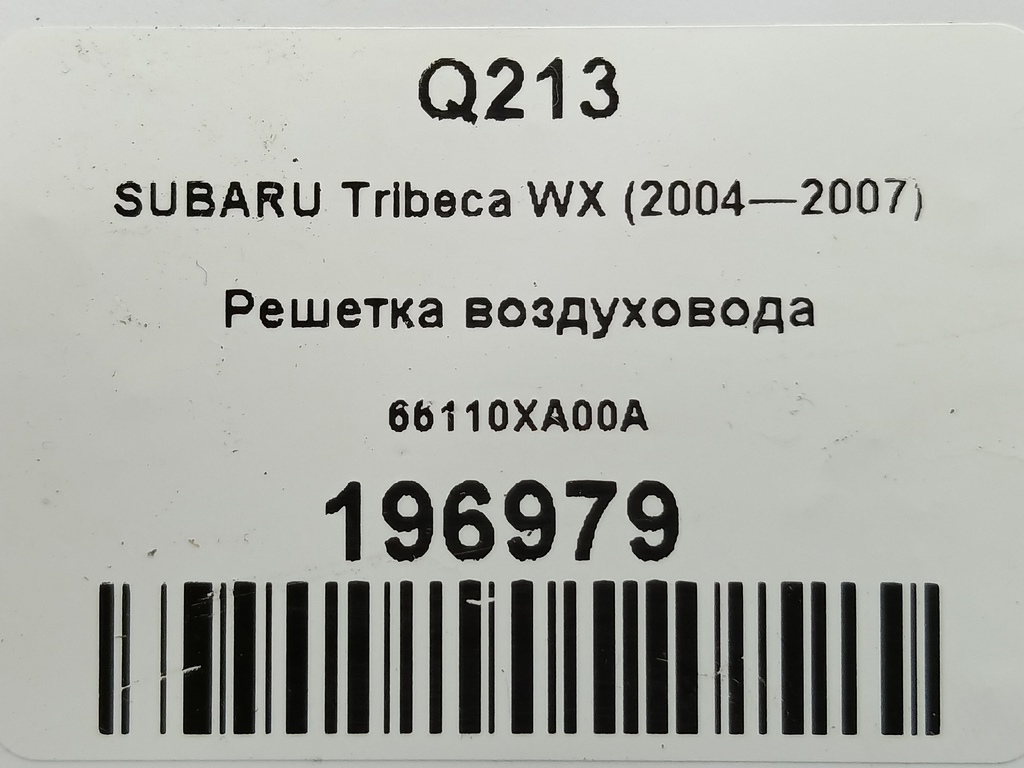 Q213
SUBARU Tribeca WX (2004—2007)
Решетка воздуховода
66110XA00A
196979